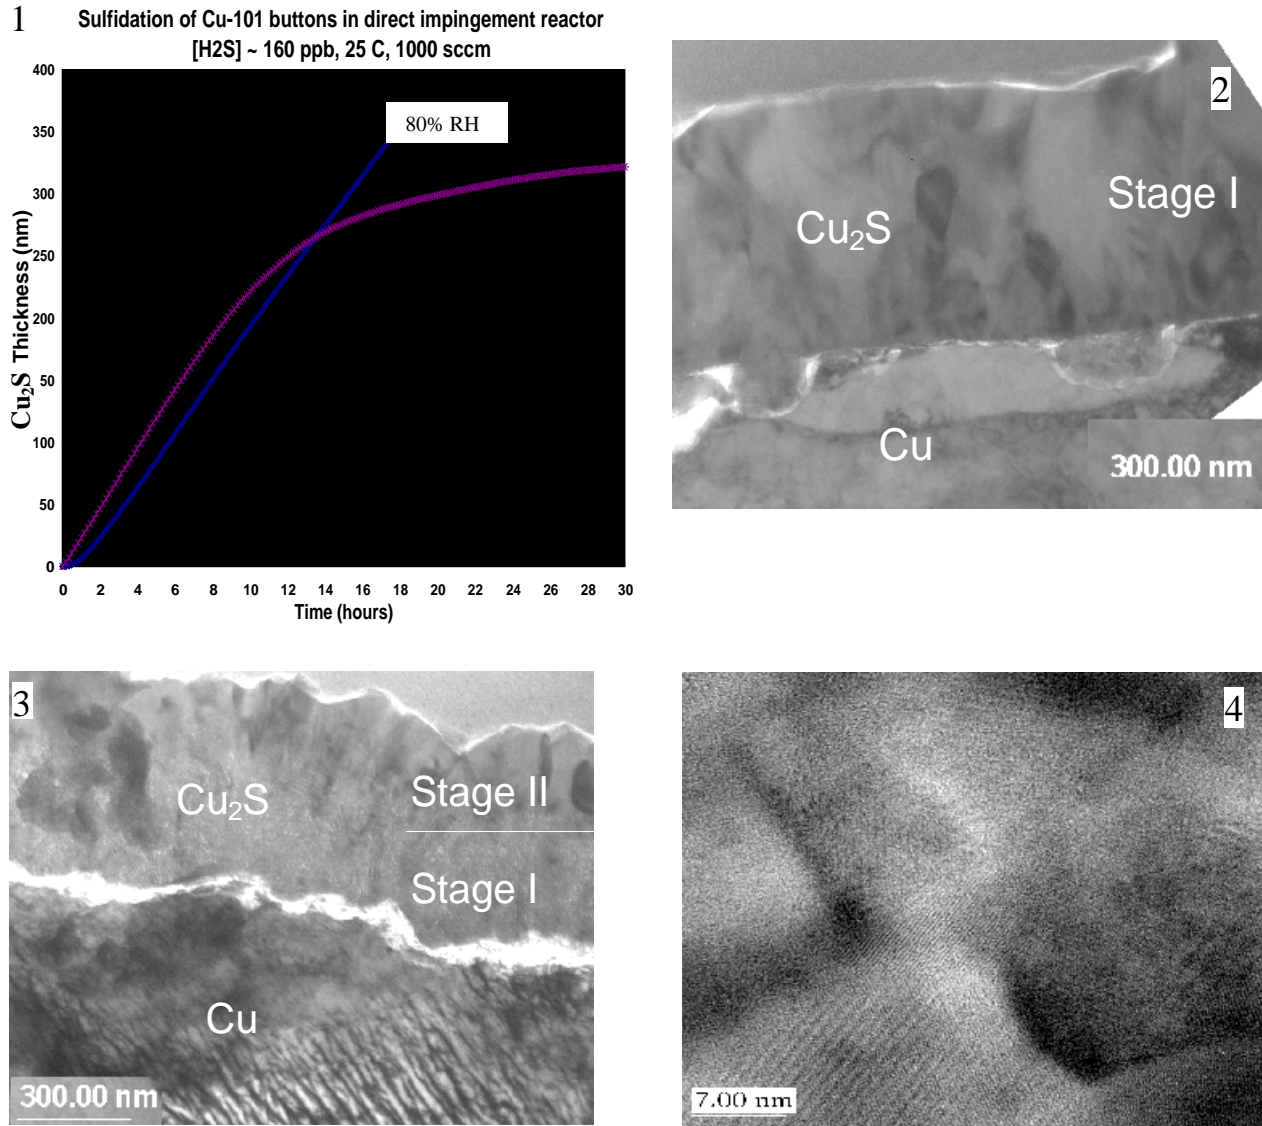 1
Sulfidation of Cu-101 buttons in direct impingement reactor
[H2S] ~ 160 ppb, 25 C, 1000 sccm
400
350
300
250
200
50
100
50
0
Cu₂S Thickness (nm)
80% RH
0 2 4 6 8 10 12 14 16 18 20 22 24 26 28 30
Time (hours)
2
Stage I
Cu₂S
Cu
300.00 nm
3
Cu₂S
Stage II
Stage I
Cu
300.00 nm
4
7.00 nm